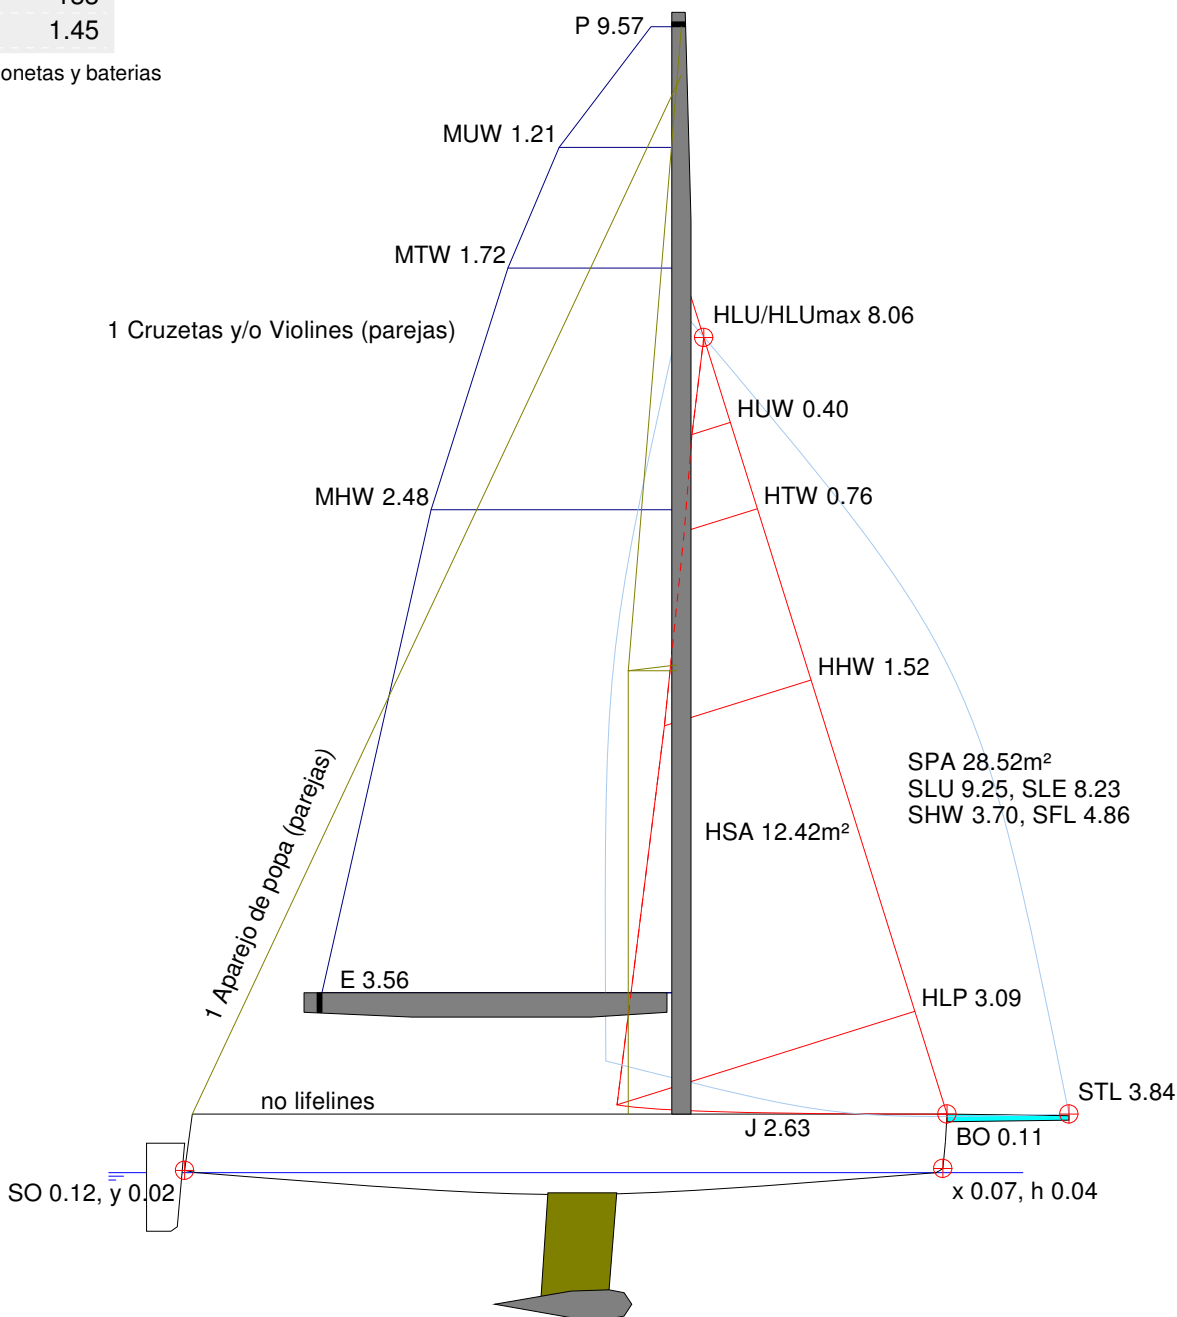 1.45
onetas y baterias
P 9.57
MUW 1.21
MTW 1.72
HLU/HLUmax 8.06
1 Cruzetas y/o Violines (parejas)
HUW 0.40
MHW 2.48
HTW 0.76
HHW 1.52
SPA 28.52m²
SLU 9.25, SLE 8.23
SHW 3.70, SFL 4.86
HSA 12.42m²
1 Aparejo de popa (parejas)
E 3.56
HLP 3.09
STL 3.84
no lifelines
J 2.63
BO 0.11
SO 0.12, y 0.02
x 0.07, h 0.04